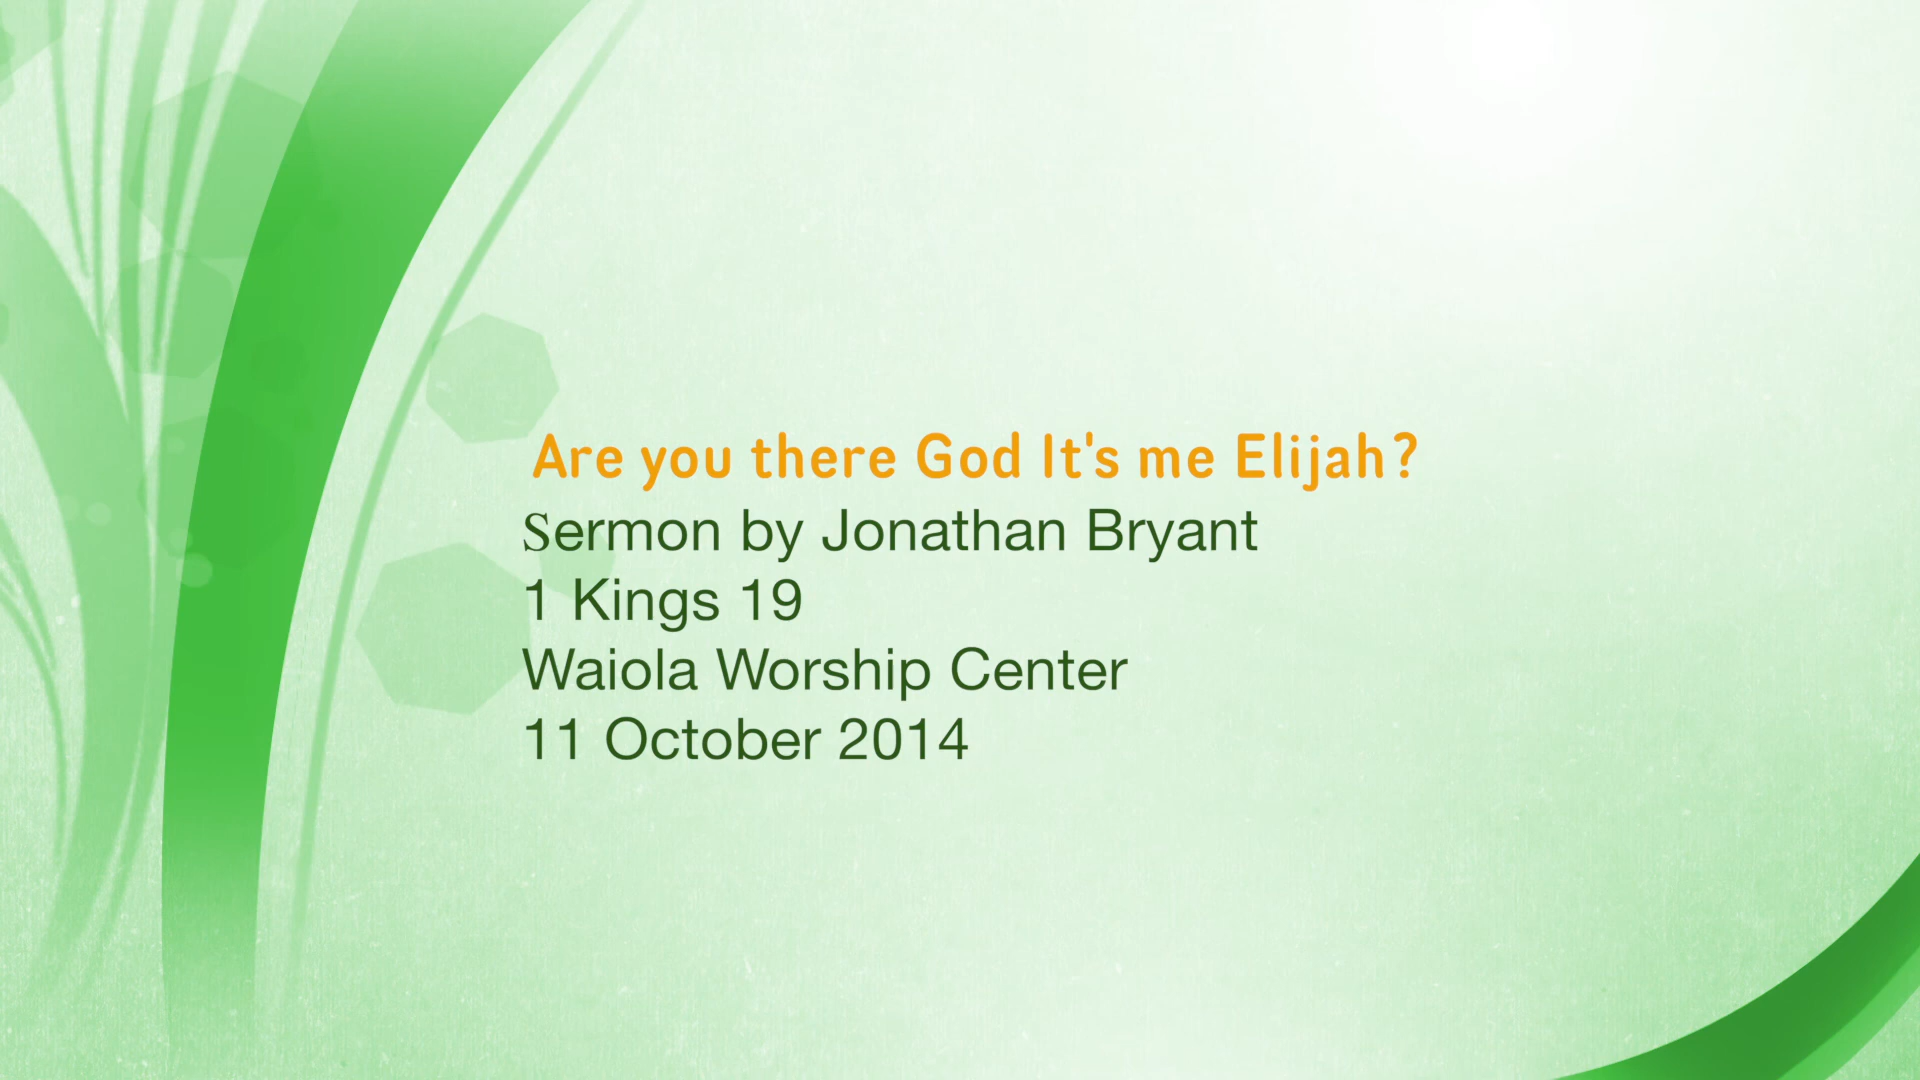 Are you there God It's me Elijah?
Sermon by Jonathan Bryant
1 Kings 19
Waiola Worship Center
11 October 2014